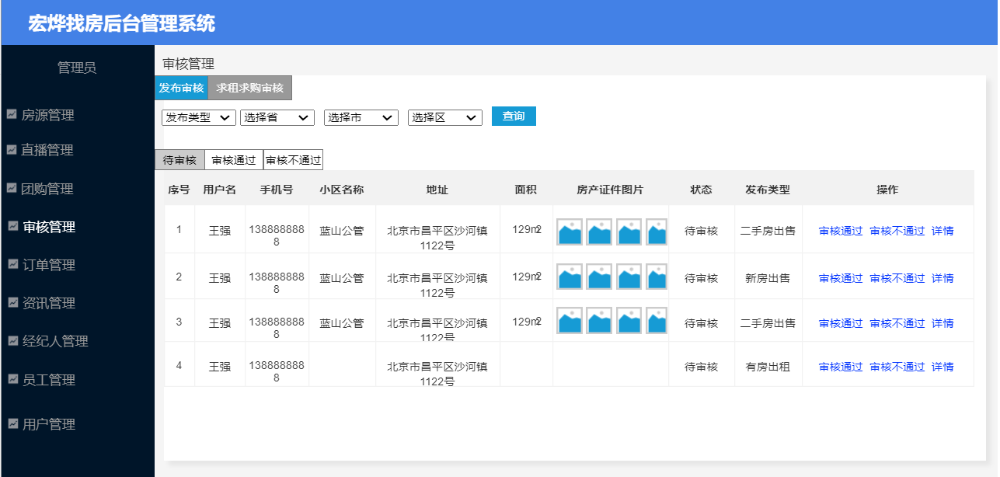 宏烨找房后台管理系统
管理员
房源管理
直播管理
团购管理
审核管理
订单管理
资讯管理
经纪人管理
员工管理
用户管理
审核管理
发布审核 求租求购审核
发布类型 选择省 选择市 选择区 查询
待审核 审核通过 审核不通过
序号 用户名 手机号 小区名称 地址 面积 房产证件图片 状态 发布类型 操作
1 王强 138888888 蓝山公管 北京市昌平区沙河镇 129m2 待审核 二手房出售 审核通过 审核不通过 详情
8 1122号
2 王强 138888888 蓝山公管 北京市昌平区沙河镇 129m2 待审核 新房出售 审核通过 审核不通过 详情
8 1122号
3 王强 138888888 蓝山公管 北京市昌平区沙河镇 129m2 待审核 二手房出售 审核通过 审核不通过 详情
8 1122号
4 王强 138888888 北京市昌平区沙河镇 待审核 有房出租 审核通过 审核不通过 详情
8 1122号